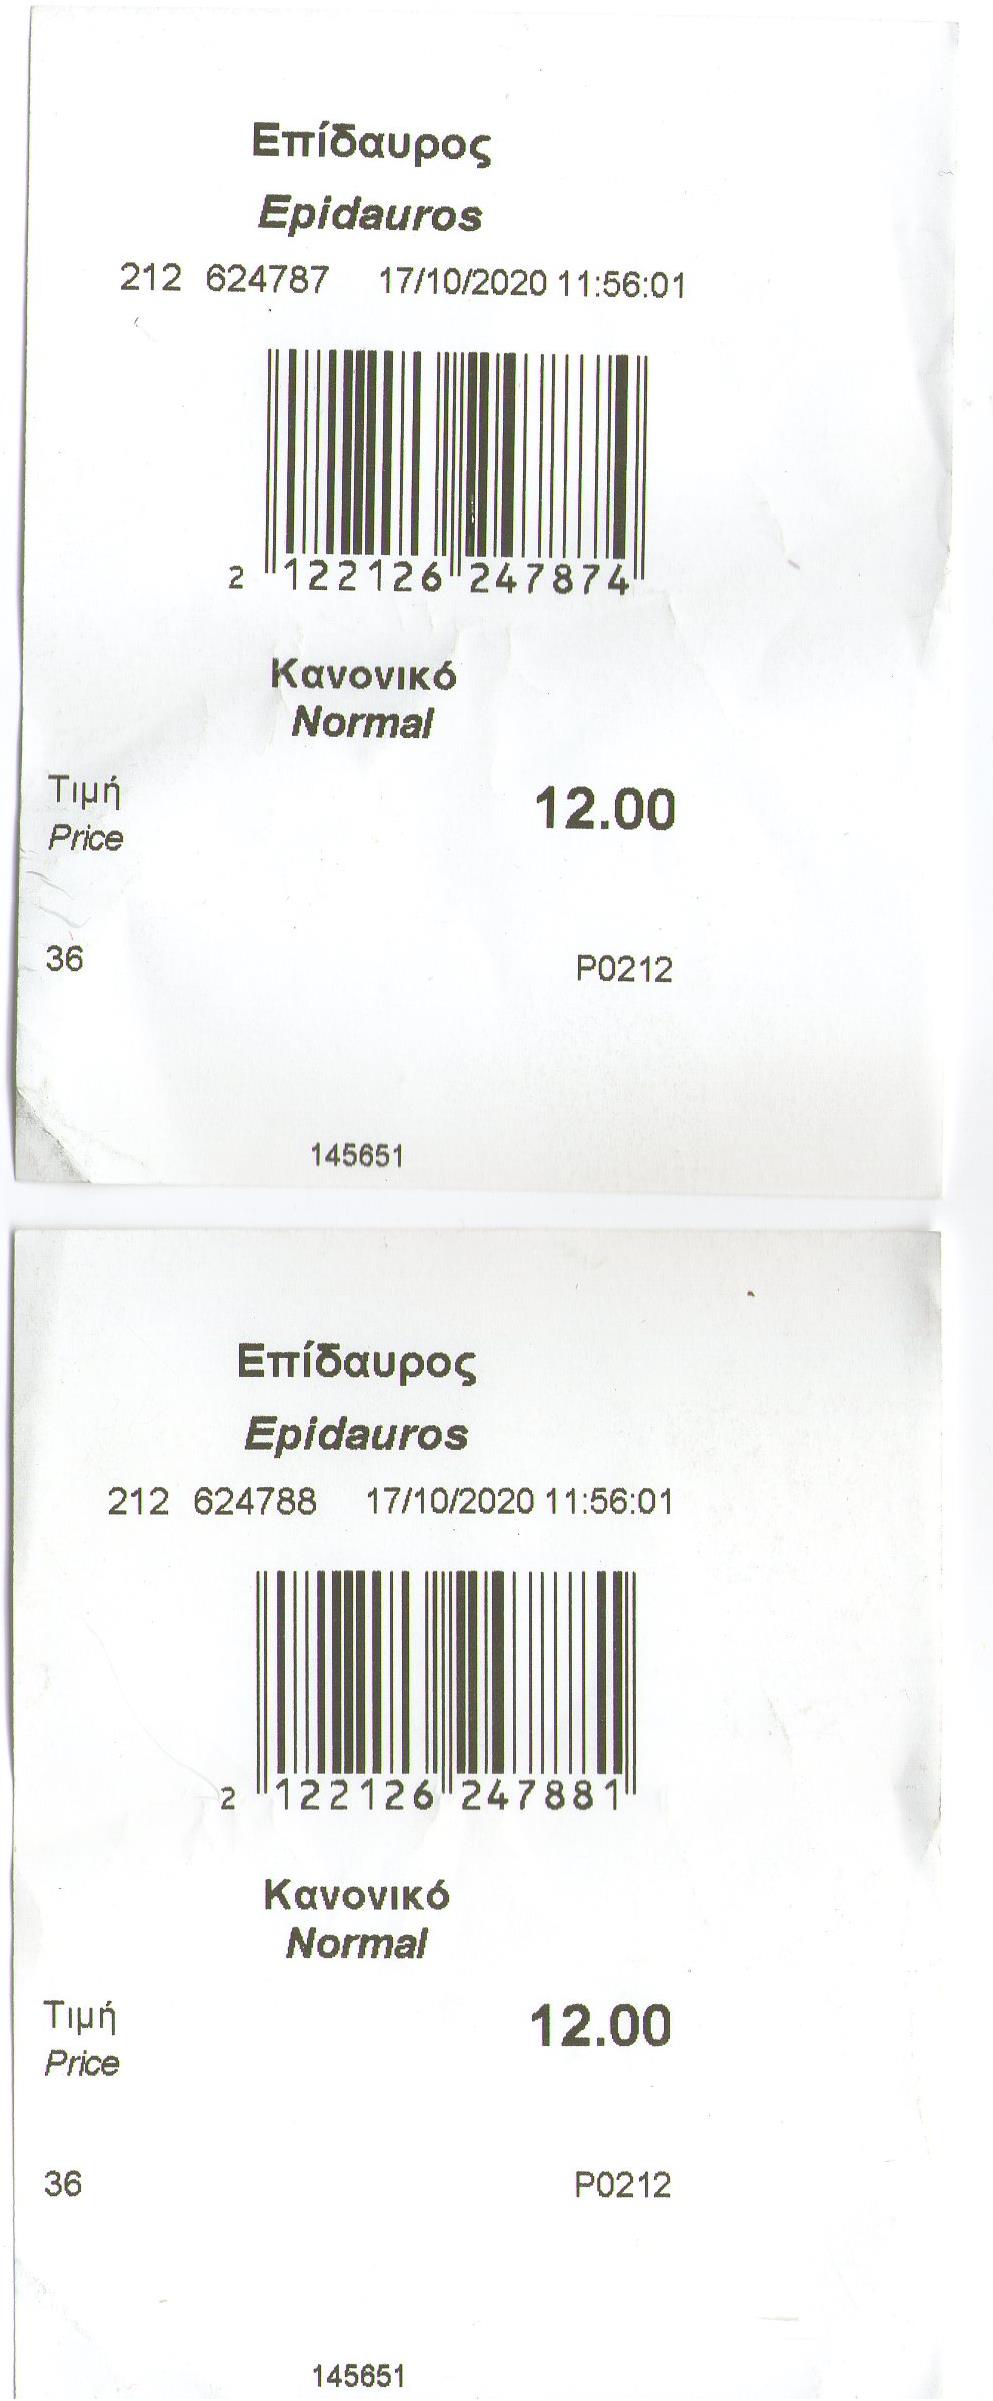 Επίδαυρος
Epidauros
212 624787 17/10/2020 11:56:01
2 122126 247874
Κανονικό
Normal
Τιμή
12.00
Price
36 P0212
145651
Επίδαυρος
Epidauros
212 624788 17/10/2020 11:56:01
2 122126 247881
Κανονικό
Normal
Τιμή
12.00
Price
36 P0212
145651